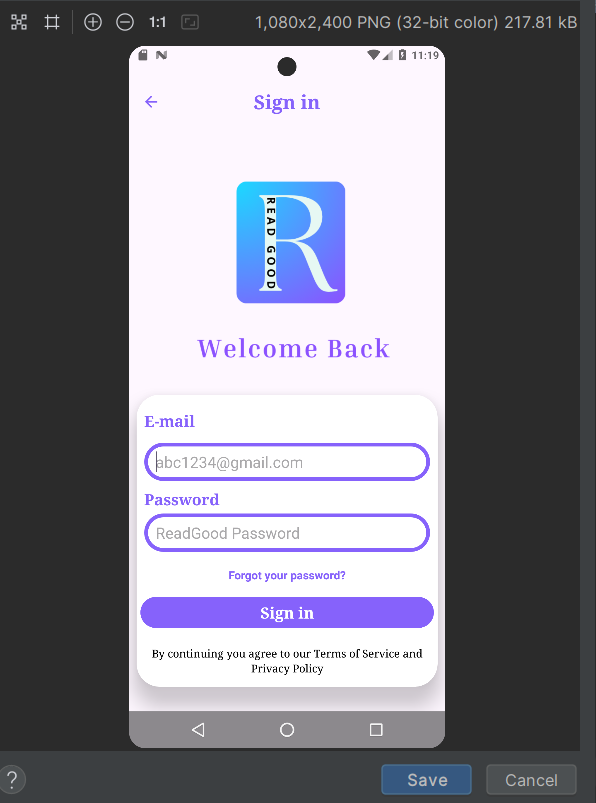 1:1
1,080x2,400 PNG (32-bit color) 217.81 kB
11:19
Sign in
R
READ GOOD
Welcome Back
E-mail
abc1234@gmail.com
Password
ReadGood Password
Forgot your password?
Sign in
By continuing you agree to our Terms of Service and
Privacy Policy
?
Save
Cancel